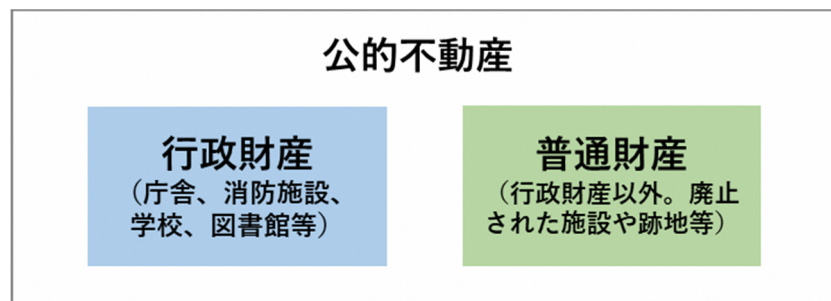 公的不動産
行政財産
（庁舎、消防施設、
学校、図書館等）
普通財産
（行政財産以外。廃止
された施設や跡地等）